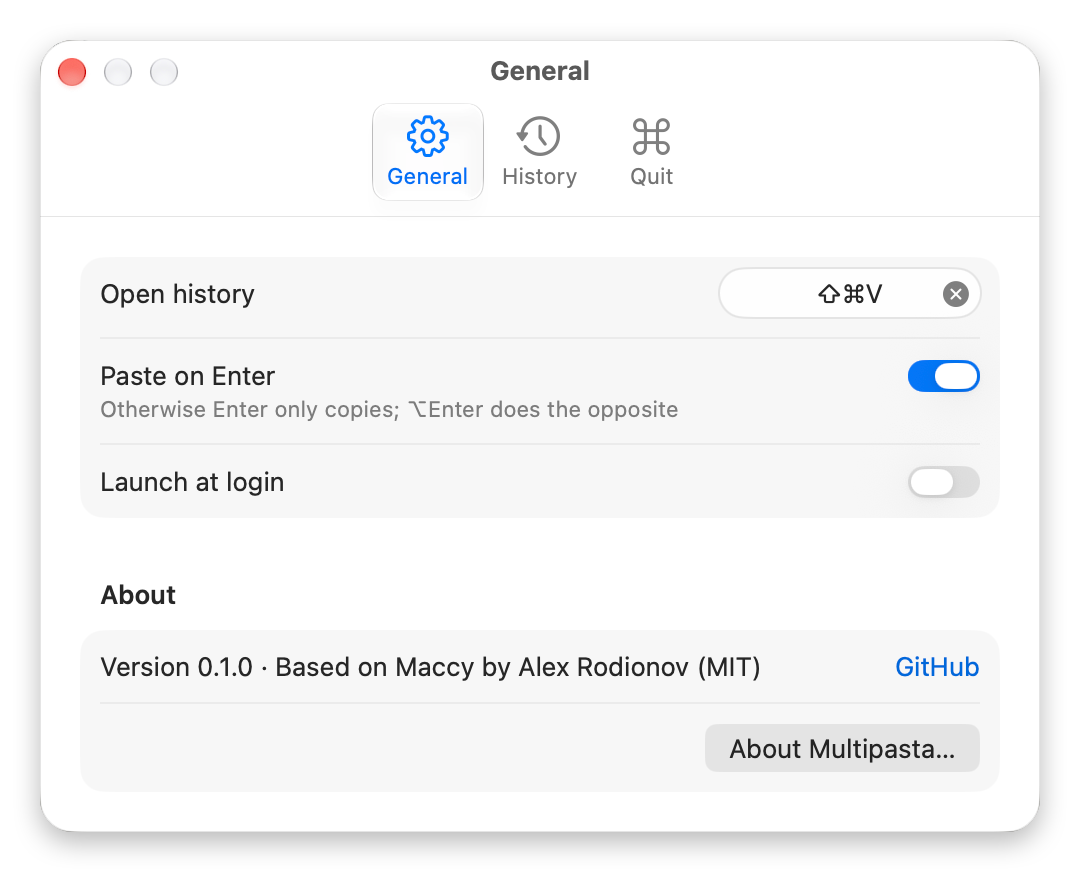 General
General
History
Quit
Open history
⇧⌘V
Paste on Enter
Otherwise Enter only copies; ⌥Enter does the opposite
Launch at login
About
Version 0.1.0 · Based on Maccy by Alex Rodionov (MIT)
GitHub
About Multipasta...